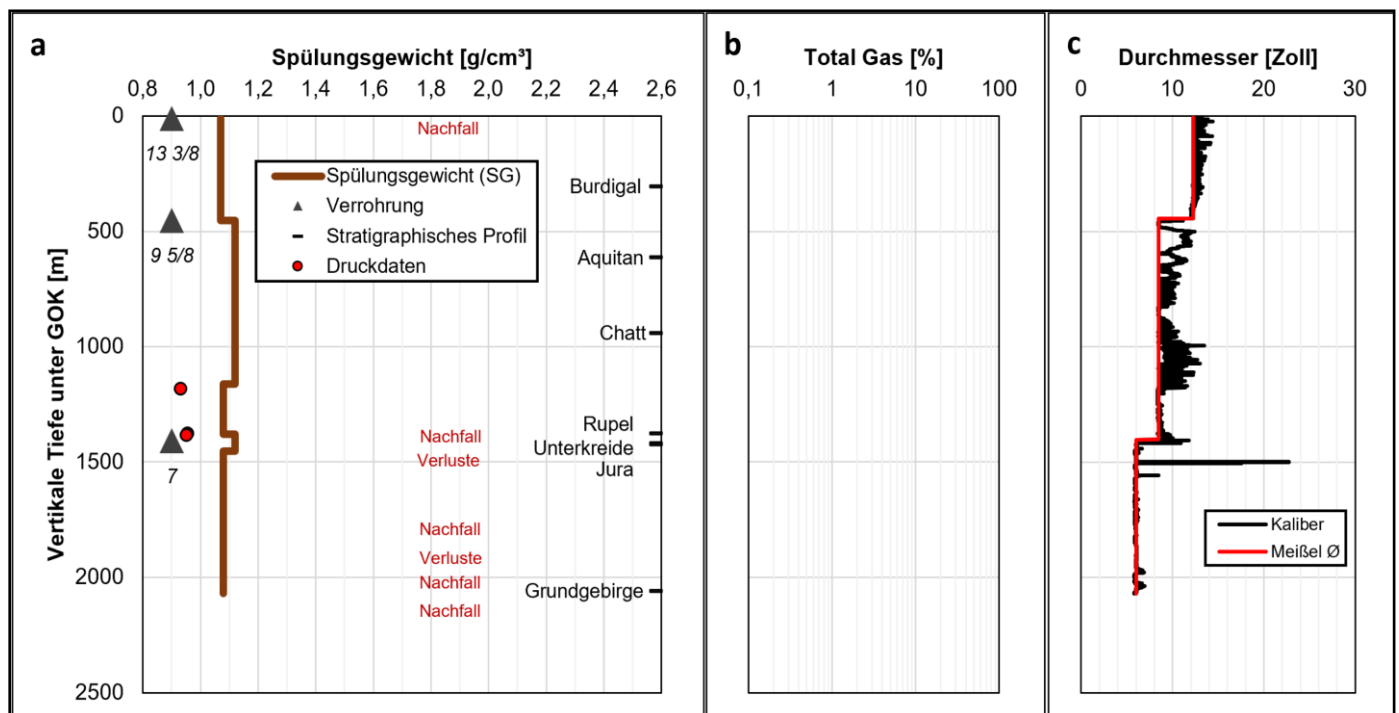 a
Spülungsgewicht [g/cm³]
0,8 1,0 1,2 1,4 1,6 1,8 2,0 2,2 2,4 2,6
Vertikale Tiefe unter GOK [m]
0
500
1000
1500
2000
2500
13 3/8
9 5/8
7
Nachfall
Spülungsgewicht (SG)
Verrohrung
Stratigraphisches Profil
Druckdaten
Burdigal
Aquitan
Chatt
Rupel
Unterkreide
Jura
Grundgebirge
Nachfall
Verluste
Nachfall
Verluste
Nachfall
Nachfall
b
Total Gas [%]
0,1 1 10 100
c
Durchmesser [Zoll]
0 10 20 30
Kaliber
Meißel Ø